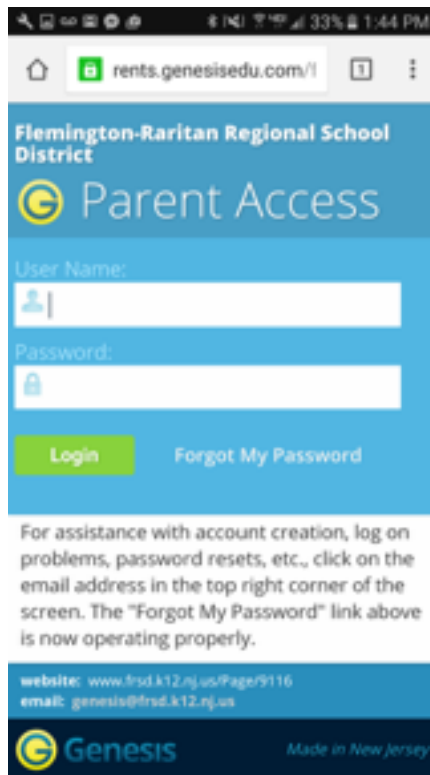 33% 1:44 PM
rents.genesisedu.com/f
1
Flemington-Raritan Regional School
District
G Parent Access
User Name:
Password:
Login Forgot My Password
For assistance with account creation, log on
problems, password resets, etc., click on the
email address in the top right corner of the
screen. The "Forgot My Password" link above
is now operating properly.
website: www.frsd.k12.nj.us/Page/9116
email: genesis@frsd.k12.nj.us
G Genesis Made in New Jersey